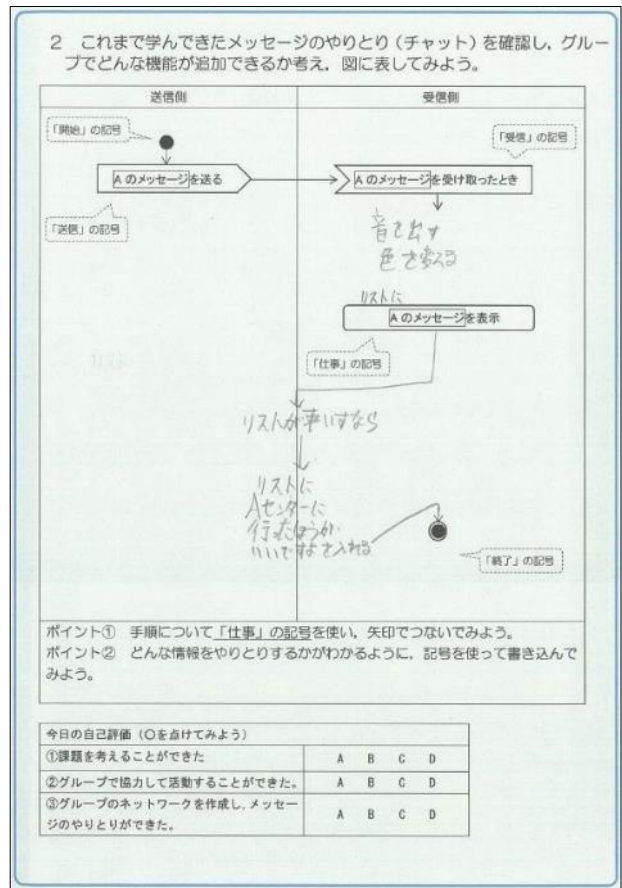 2 これまで学んできたメッセージのやりとり(チャット)を確認し,グルー
プでどんな機能が追加できるか考え,図に表してみよう。
送信側
受信側
「開始」の記号
「受信」の記号
Aのメッセージを送る
Aのメッセージを受け取ったとき
「送信」の記号
音を出す
色を変える
リストに
Aのメッセージを表示
「仕事」の記号
リスト
リストが車いすなら
リストに
Aセンターに
行ったほうが
いいですよを入れる
「終了」の記号
ポイント① 手順について「仕事」の記号を使い,矢印でつないでみよう。
ポイント② どんな情報をやりとりするかがわかるように,記号を使って書き込んで
みよう。
今日の自己評価(○を点けてみよう)
①課題を考えることができた A B C D
②グループで協力して活動することができた。 A B C D
③グループのネットワークを作成し,メッセー
ジのやりとりができた。 A B C D